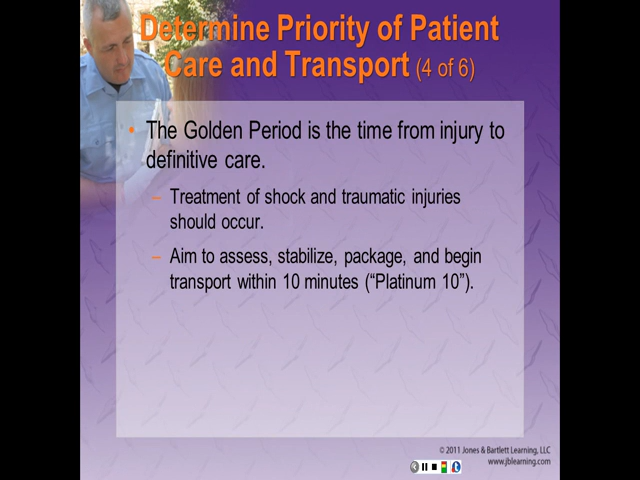 Determine Priority of Patient
Care and Transport (4 of 6)
• The Golden Period is the time from injury to
definitive care.
– Treatment of shock and traumatic injuries
should occur.
– Aim to assess, stabilize, package, and begin
transport within 10 minutes (“Platinum 10”).
© 2011 Jones & Bartlett Learning, LLC
www.jblearning.com